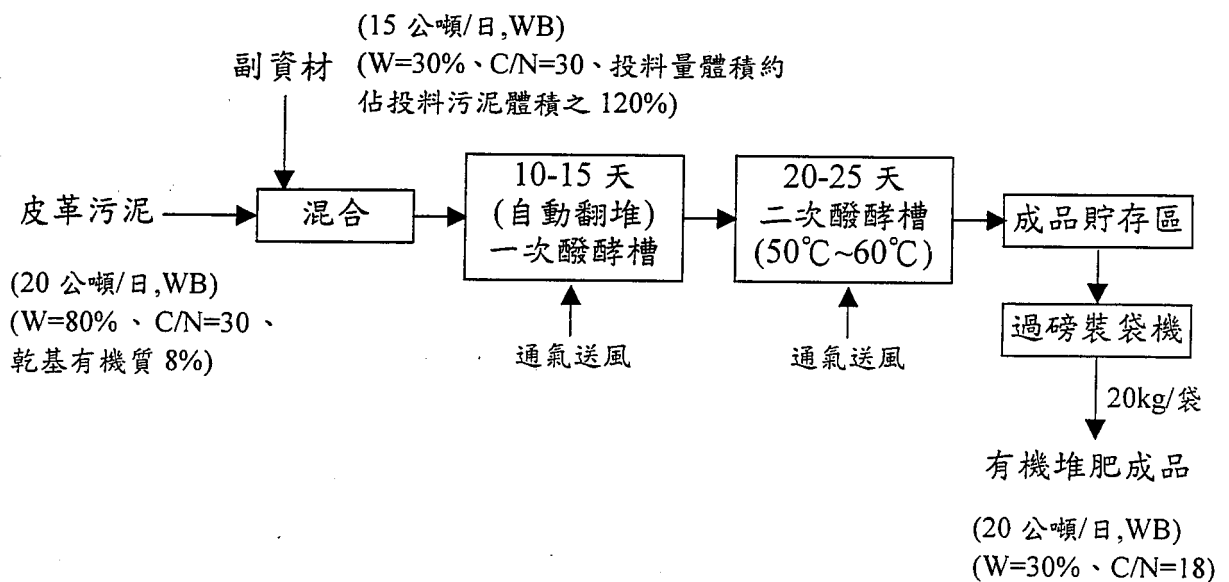 (15 公噸/日,WB)
副資材
(W=30%、C/N=30、投料量體積約
佔投料污泥體積之 120%)
皮革污泥
混合
10-15 天
(自動翻堆)
一次醱酵槽
20-25 天
二次醱酵槽
(50℃~60℃)
成品貯存區
(20 公噸/日,WB)
(W=80%、C/N=30、
乾基有機質 8%)
通氣送風
通氣送風
過磅裝袋機
20kg/袋
有機堆肥成品
(20 公噸/日,WB)
(W=30%、C/N=18)